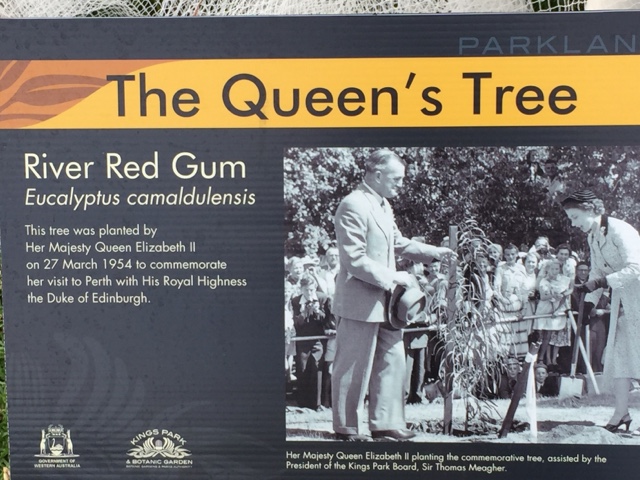 PARKLAN
The Queen's Tree
River Red Gum
Eucalyptus camaldulensis
This tree was planted by
Her Majesty Queen Elizabeth II
on 27 March 1954 to commemorate
her visit to Perth with His Royal Highness
the Duke of Edinburgh.
GOVERNMENT OF
WESTERN AUSTRALIA
KINGS PARK
& BOTANIC GARDEN
Her Majesty Queen Elizabeth II planting the commemorative tree, assisted by the
President of the Kings Park Board, Sir Thomas Meagher.